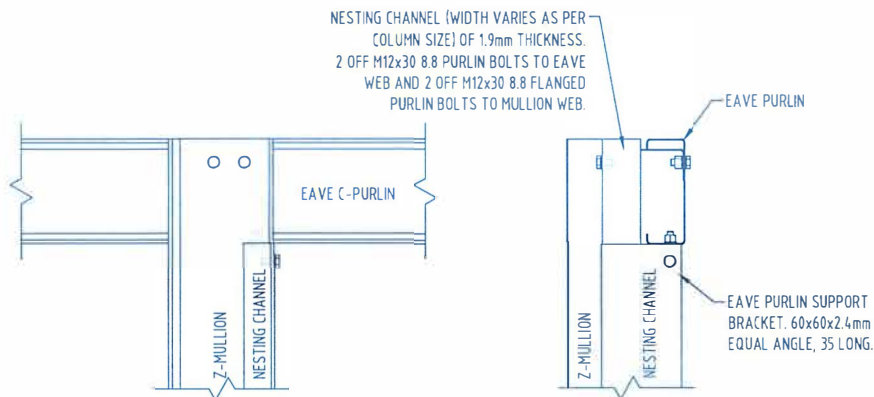 NESTING CHANNEL (WIDTH VARIES AS PER
COLUMN SIZE) OF 1.9mm THICKNESS.
2 OFF M12x30 8.8 PURLIN BOLTS TO EAVE
WEB AND 2 OFF M12x30 8.8 FLANGED
PURLIN BOLTS TO MULLION WEB.
EAVE PURLIN
EAVE C-PURLIN
Z-MULLION
NESTING CHANNEL
Z-MULLION
NESTING CHANNEL
EAVE PURLIN SUPPORT
BRACKET. 60x60x2.4mm
EQUAL ANGLE, 35 LONG.